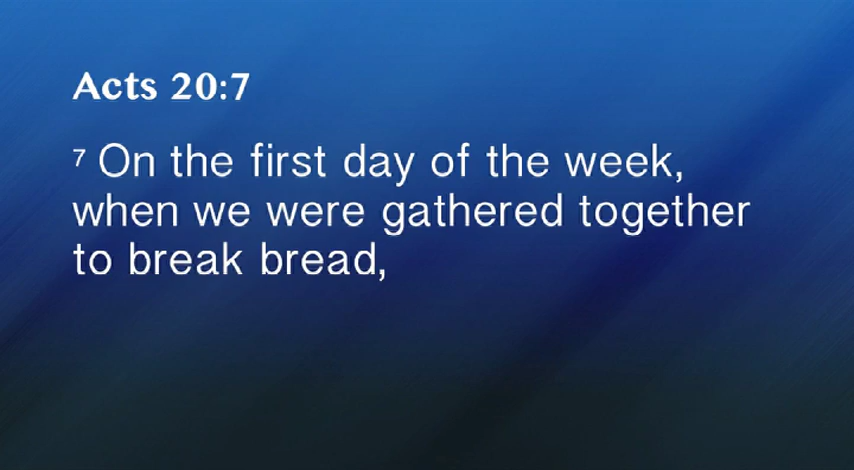 Acts 20:7
7 On the first day of the week,
when we were gathered together
to break bread,